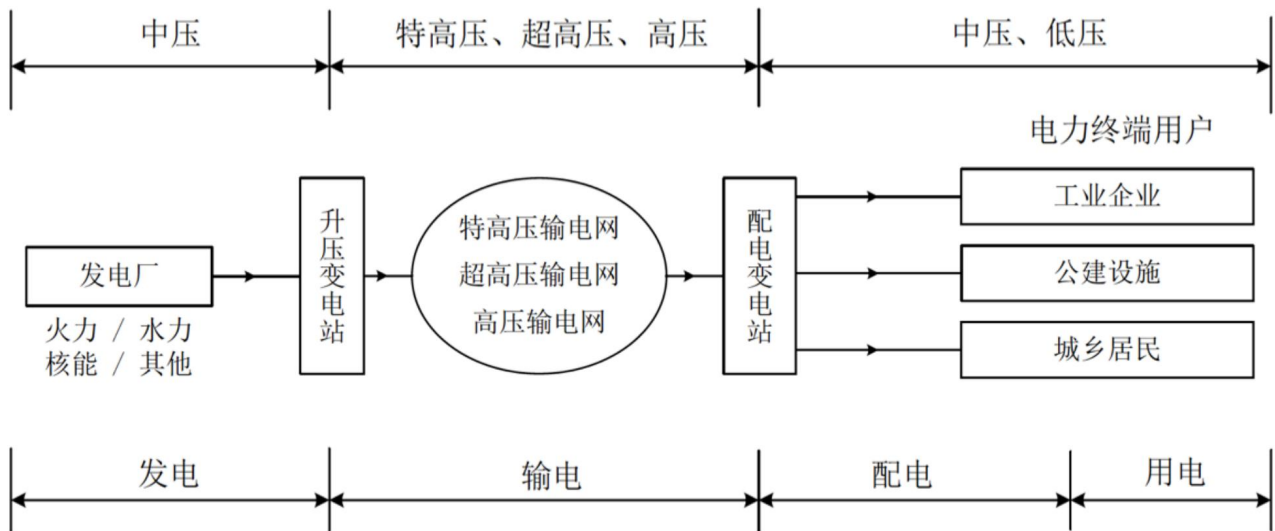 中压
特高压、超高压、高压
中压、低压
电力终端用户
发电厂
火力 / 水力
核能 / 其他
升压变电站
特高压输电网
超高压输电网
高压输电网
配电变电站
工业企业
公建设施
城乡居民
发电
输电
配电
用电